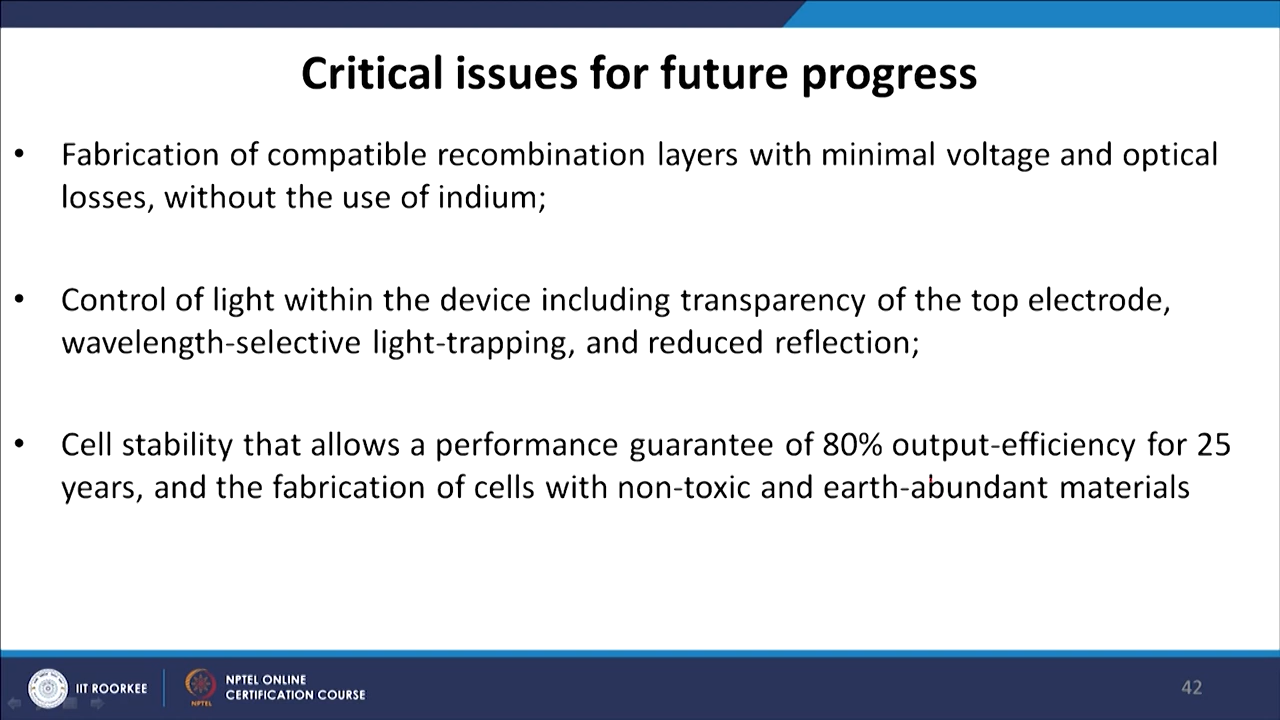 Critical issues for future progress
• Fabrication of compatible recombination layers with minimal voltage and optical
losses, without the use of indium;
• Control of light within the device including transparency of the top electrode,
wavelength-selective light-trapping, and reduced reflection;
• Cell stability that allows a performance guarantee of 80% output-efficiency for 25
years, and the fabrication of cells with non-toxic and earth-abundant materials
IIT ROORKEE
NPTEL
NPTEL ONLINE
CERTIFICATION COURSE
42